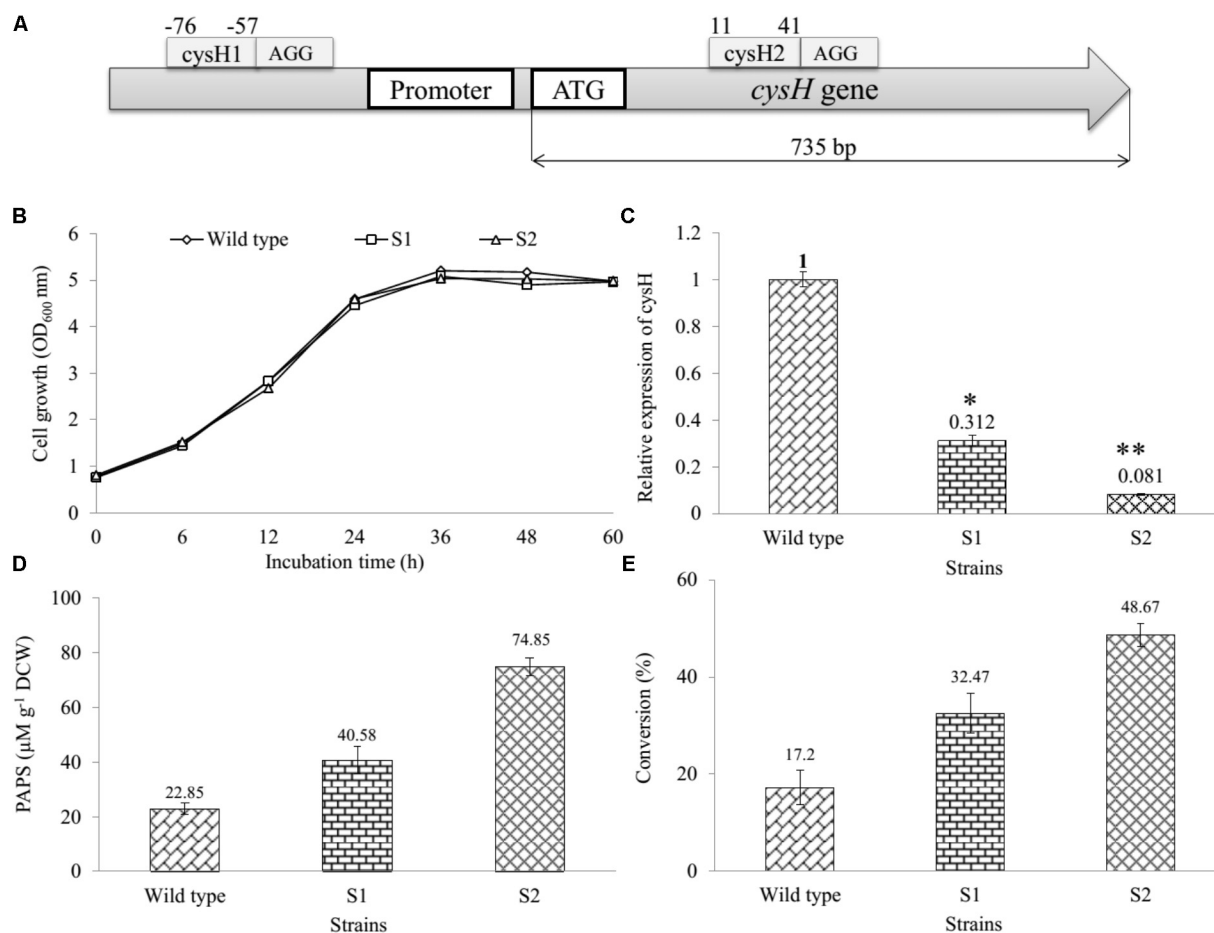 A
-76 -57 11 41
cysH1 AGG cysH2 AGG
Promoter ATG cysH gene
735 bp
B
Wild type S1 S2
6
5
4
3
2
1
0
0 6 12 24 36 48 60
Cell growth (OD600 nm)
Incubation time (h)
C
1.2
1
0.8
0.6
0.4
0.2
0
Relative expression of cysH
1
*
0.312
**
0.081
Wild type S1 S2
Strains
D
100
80
60
40
20
0
PAPS (μM g-1 DCW)
22.85
40.58
74.85
Wild type S1 S2
Strains
E
60
40
20
0
Conversion (%)
17.2
32.47
48.67
Wild type S1 S2
Strains